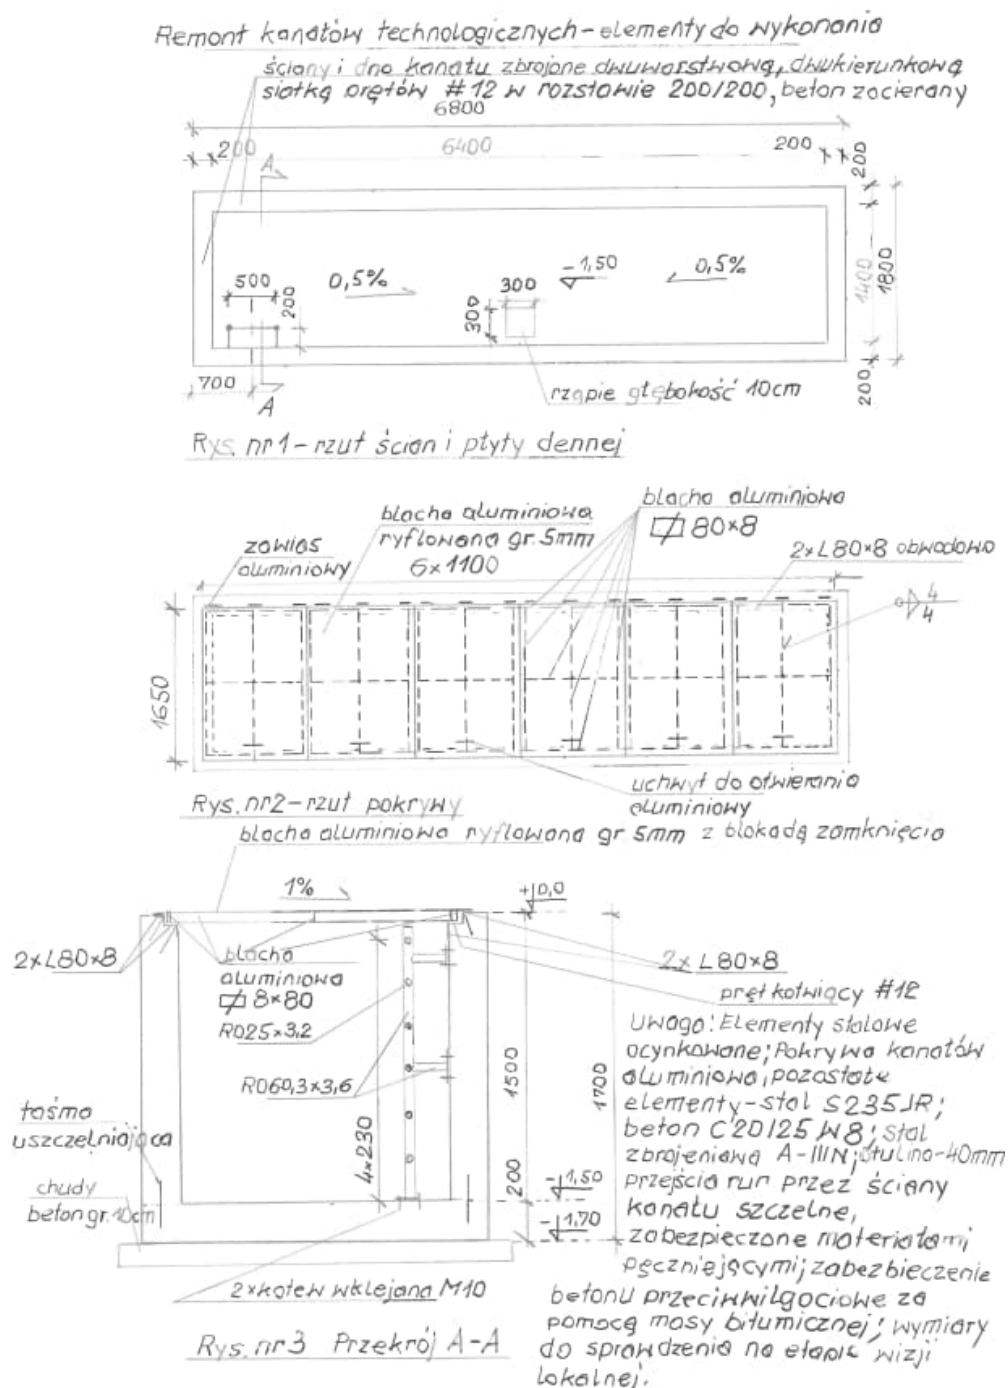 Remont kanałów technologicznych-elementy do wykonania
ściany i dno kanału zbrojone dwuwarstwową, dwukierunkową
siatką prętów #12 w rozstawie 200/200, beton zacierany
6800
200
6400
200
200
A
500
0,5%
-1,50
0,5%
300
200
300
1400
1800
700
A
rząpie głębokość 10cm
200
Rys. nr1-rzut ścian i płyty dennej
blacha aluminiowa
ryflowana gr. 5mm
6×1100
blacha aluminiowa
80×8
zawias
aluminiowy
2×L80×8 obwodowo
4
4
1650
uchwyt do otwierania
aluminiowy
Rys. nr2-rzut pokrywy
blacha aluminiowa ryflowana gr 5mm z blokadą zamknięcia
1%
±0,0
2×L80×8
blacha
aluminiowa
8×80
RO25×3,2
RO60,3×3,6
2×L80×8
pręt kotwiący #12
4×230
1500
1700
200
-1,50
-1,70
taśma
uszczelniająca
chudy
beton gr. 10cm
2×kotew wklejana M10
Rys. nr3 Przekrój A-A
Uwaga: Elementy stalowe
ocynkowane; Pokrywa kanałów
aluminiowa, pozostałe
elementy-stal S235JR;
beton C20/25 W8; stal
zbrojeniowa A-IIIN; otulina-40mm
przejścia rur przez ściany
kanału szczelne,
zabezpieczone materiałami
pęczniejącymi; zabezbieczenie
betonu przeciwwilgociowe za
pomocą masy bitumicznej; wymiary
do sprawdzenia na etapie wizji
lokalnej.